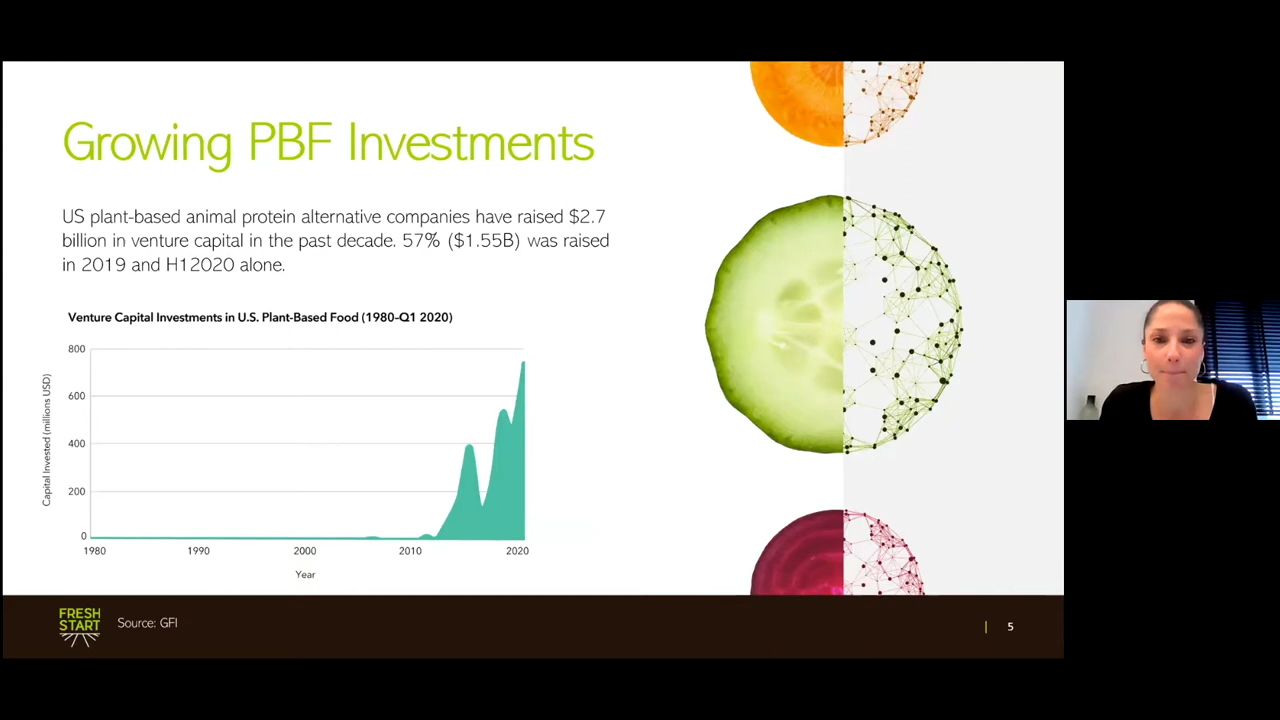 Growing PBF Investments
US plant-based animal protein alternative companies have raised $2.7
billion in venture capital in the past decade. 57% ($1.55B) was raised
in 2019 and H12020 alone.
Venture Capital Investments in U.S. Plant-Based Food (1980–Q1 2020)
Capital Invested (millions USD)
800
600
400
200
0
1980 1990 2000 2010 2020
Year
FRESH
START
Source: GFI
| 5